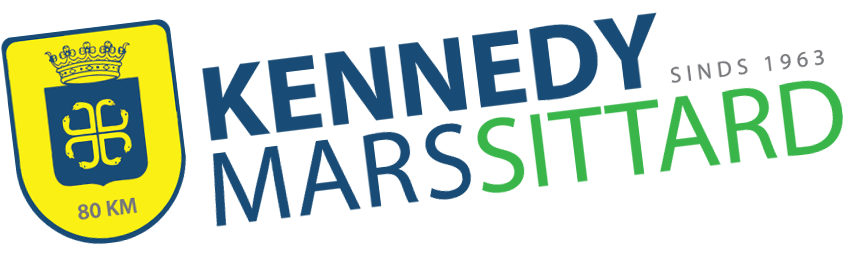 80 KM
KENNEDY
SINDS 1963
MARSSITTARD